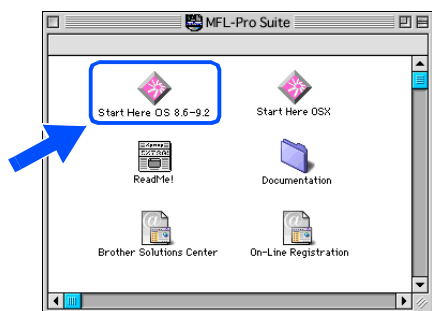 MFL-Pro Suite
Start Here OS 8.6-9.2
Start Here OSX
ReadMe!
Documentation
Brother Solutions Center
On-Line Registration